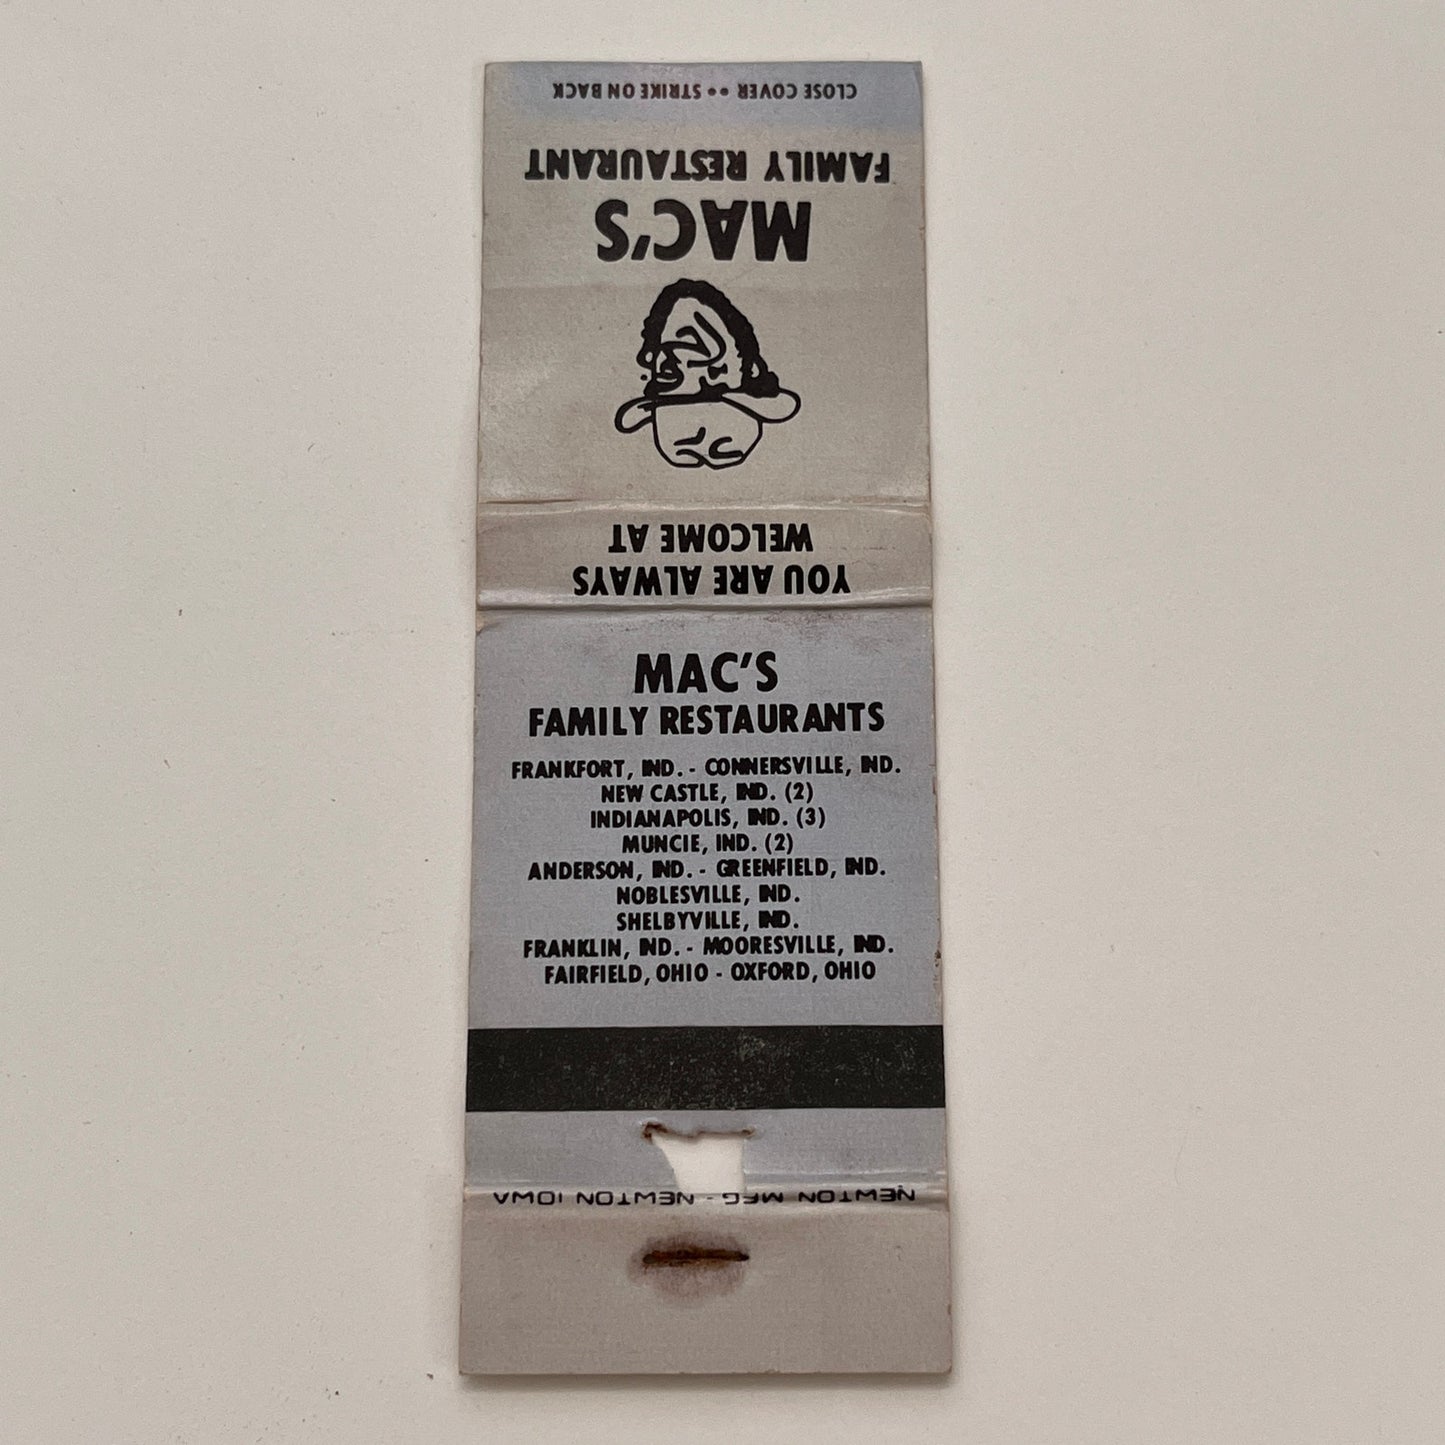 CLOSE COVER •• STRIKE ON BACK
FAMILY RESTAURANT
MAC'S
WELCOME AT
YOU ARE ALWAYS
MAC'S
FAMILY RESTAURANTS
FRANKFORT, IND. - CONNERSVILLE, IND.
NEW CASTLE, IND. (2)
INDIANAPOLIS, IND. (3)
MUNCIE, IND. (2)
ANDERSON, IND. - GREENFIELD, IND.
NOBLESVILLE, IND.
SHELBYVILLE, IND.
FRANKLIN, IND. - MOORESVILLE, IND.
FAIRFIELD, OHIO - OXFORD, OHIO
NEWTON MFG - NEWTON IOWA